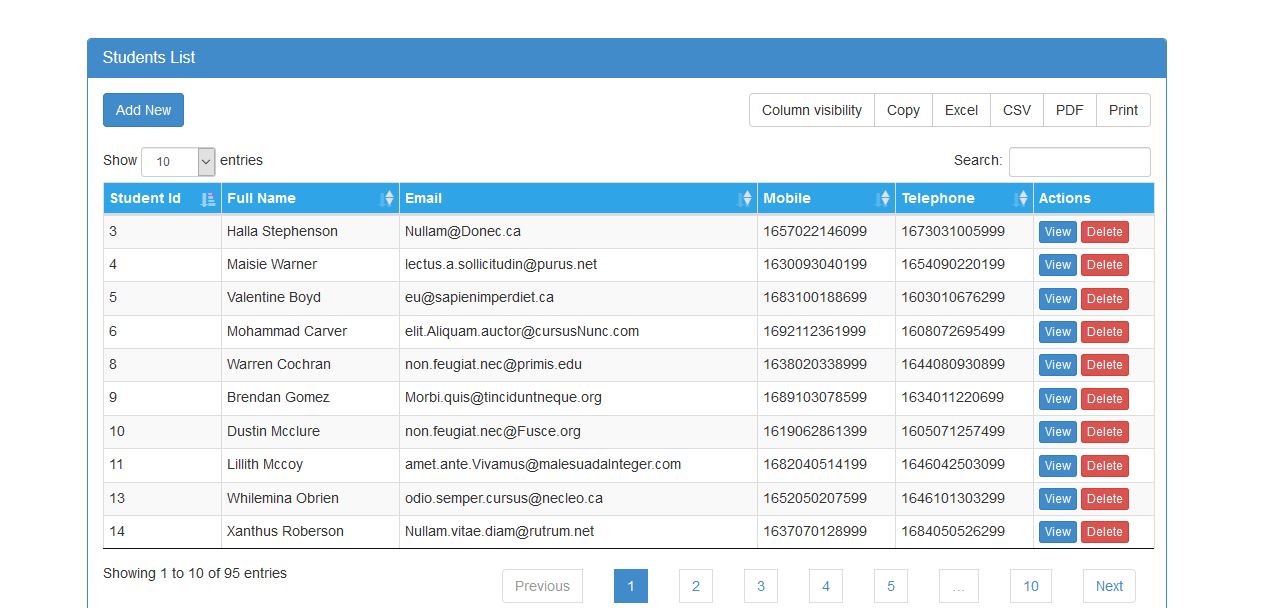 Students List
Add New Column visibility Copy Excel CSV PDF Print
Show 10 entries Search:
Student Id Full Name Email Mobile Telephone Actions
3 Halla Stephenson Nullam@Donec.ca 1657022146099 1673031005999 View Delete
4 Maisie Warner lectus.a.sollicitudin@purus.net 1630093040199 1654090220199 View Delete
5 Valentine Boyd eu@sapienimperdiet.ca 1683100188699 1603010676299 View Delete
6 Mohammad Carver elit.Aliquam.auctor@cursusNunc.com 1692112361999 1608072695499 View Delete
8 Warren Cochran non.feugiat.nec@primis.edu 1638020338999 1644080930899 View Delete
9 Brendan Gomez Morbi.quis@tinciduntneque.org 1689103078599 1634011220699 View Delete
10 Dustin Mcclure non.feugiat.nec@Fusce.org 1619062861399 1605071257499 View Delete
11 Lillith Mccoy amet.ante.Vivamus@malesuadaInteger.com 1682040514199 1646042503099 View Delete
13 Whilemina Obrien odio.semper.cursus@necleo.ca 1652050207599 1646101303299 View Delete
14 Xanthus Roberson Nullam.vitae.diam@rutrum.net 1637070128999 1684050526299 View Delete
Showing 1 to 10 of 95 entries Previous 1 2 3 4 5 ... 10 Next